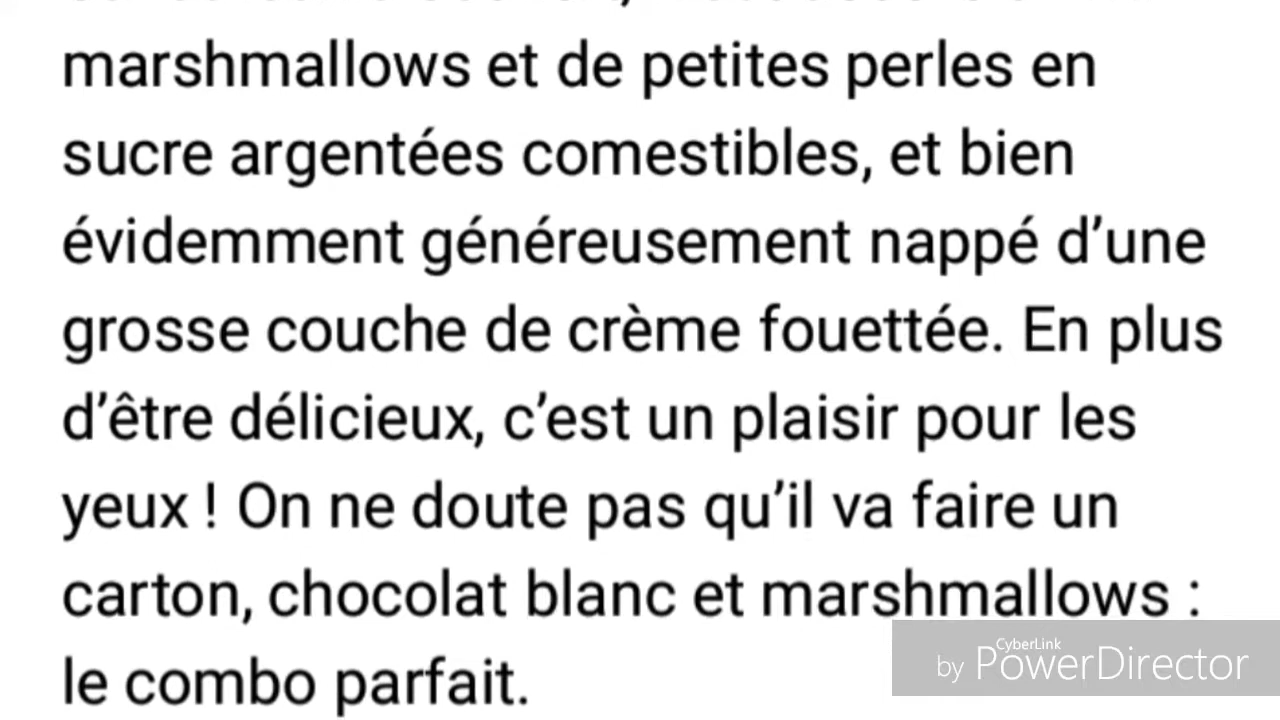 marshmallows et de petites perles en
sucre argentées comestibles, et bien
évidemment généreusement nappé d’une
grosse couche de crème fouettée. En plus
d’être délicieux, c’est un plaisir pour les
yeux ! On ne doute pas qu’il va faire un
carton, chocolat blanc et marshmallows :
le combo parfait.
CyberLink
by PowerDirector